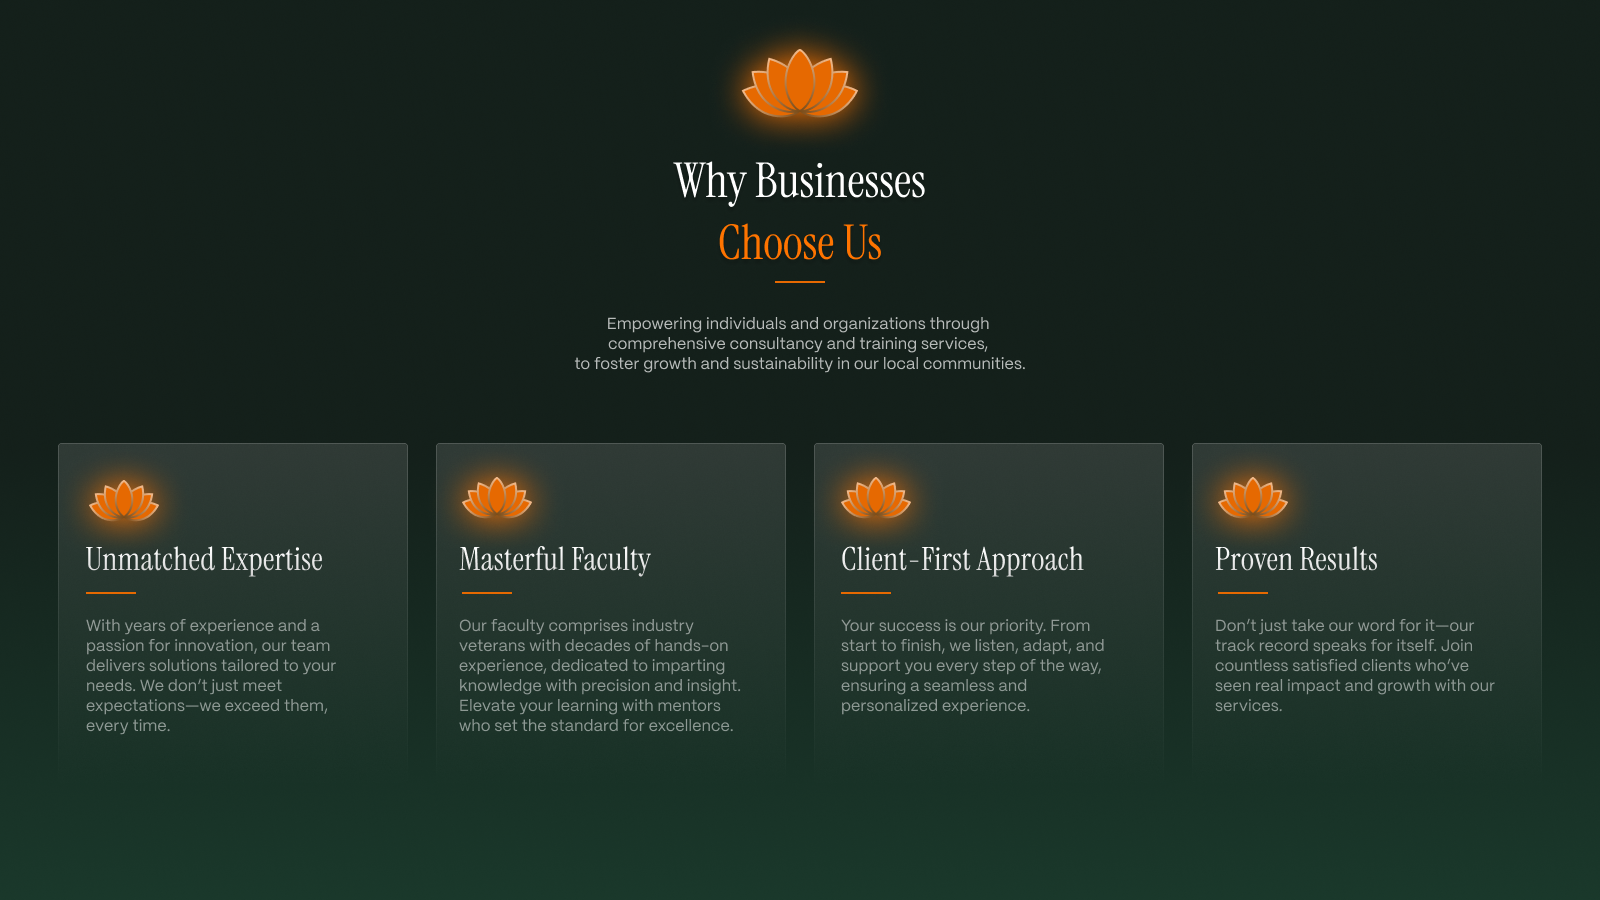 Why Businesses
Choose Us
Empowering individuals and organizations through
comprehensive consultancy and training services,
to foster growth and sustainability in our local communities.
Unmatched Expertise
With years of experience and a
passion for innovation, our team
delivers solutions tailored to your
needs. We don’t just meet
expectations—we exceed them,
every time.
Masterful Faculty
Our faculty comprises industry
veterans with decades of hands-on
experience, dedicated to imparting
knowledge with precision and insight.
Elevate your learning with mentors
who set the standard for excellence.
Client-First Approach
Your success is our priority. From
start to finish, we listen, adapt, and
support you every step of the way,
ensuring a seamless and
personalized experience.
Proven Results
Don’t just take our word for it—our
track record speaks for itself. Join
countless satisfied clients who’ve
seen real impact and growth with our
services.